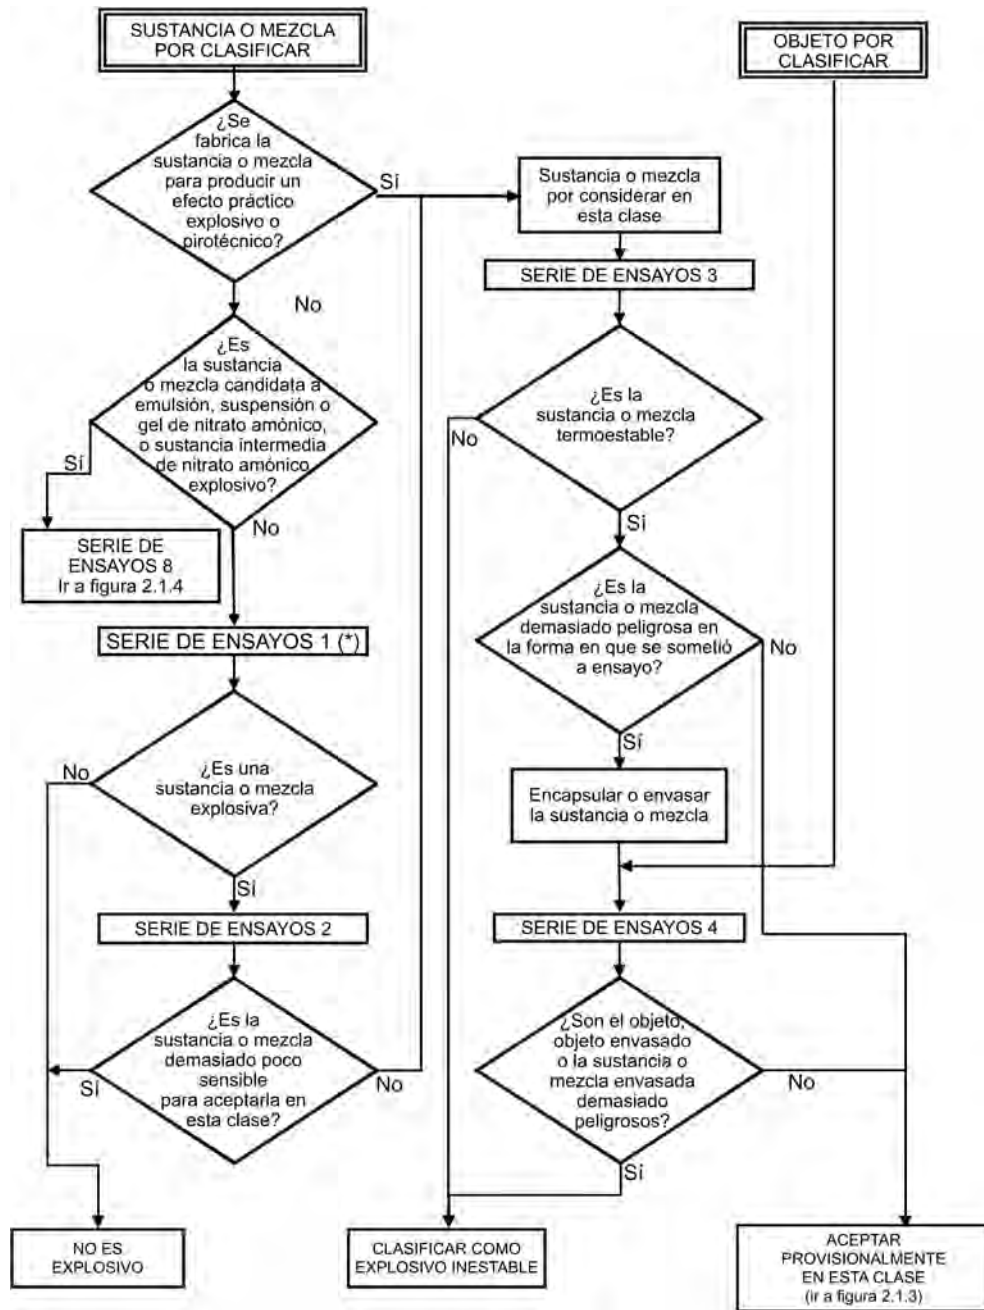 SUSTANCIA O MEZCLA
POR CLASIFICAR
OBJETO POR
CLASIFICAR
¿Se
fabrica la
sustancia o mezcla
para producir un
efecto práctico
explosivo o
pirotécnico?
Sí
No
Sustancia o mezcla
por considerar en
esta clase
SERIE DE ENSAYOS 3
¿Es
la sustancia
o mezcla candidata a
emulsión, suspensión o
gel de nitrato amónico,
o sustancia intermedia
de nitrato amónico
explosivo?
Sí
No
¿Es la
sustancia o mezcla
termoestable?
No
Sí
SERIE DE
ENSAYOS 8
Ir a figura 2.1.4
¿Es la
sustancia o mezcla
demasiado peligrosa en
la forma en que se sometió
a ensayo?
No
Sí
SERIE DE ENSAYOS 1 (*)
¿Es una
sustancia o mezcla
explosiva?
No
Sí
Encapsular o envasar
la sustancia o mezcla
SERIE DE ENSAYOS 2
SERIE DE ENSAYOS 4
¿Es la
sustancia o mezcla
demasiado poco
sensible
para aceptarla en
esta clase?
Sí
No
¿Son el objeto,
objeto envasado
o la sustancia o
mezcla envasada
demasiado
peligrosos?
No
Sí
NO ES
EXPLOSIVO
CLASIFICAR COMO
EXPLOSIVO INESTABLE
ACEPTAR
PROVISIONALMENTE
EN ESTA CLASE
(ir a figura 2.1.3)